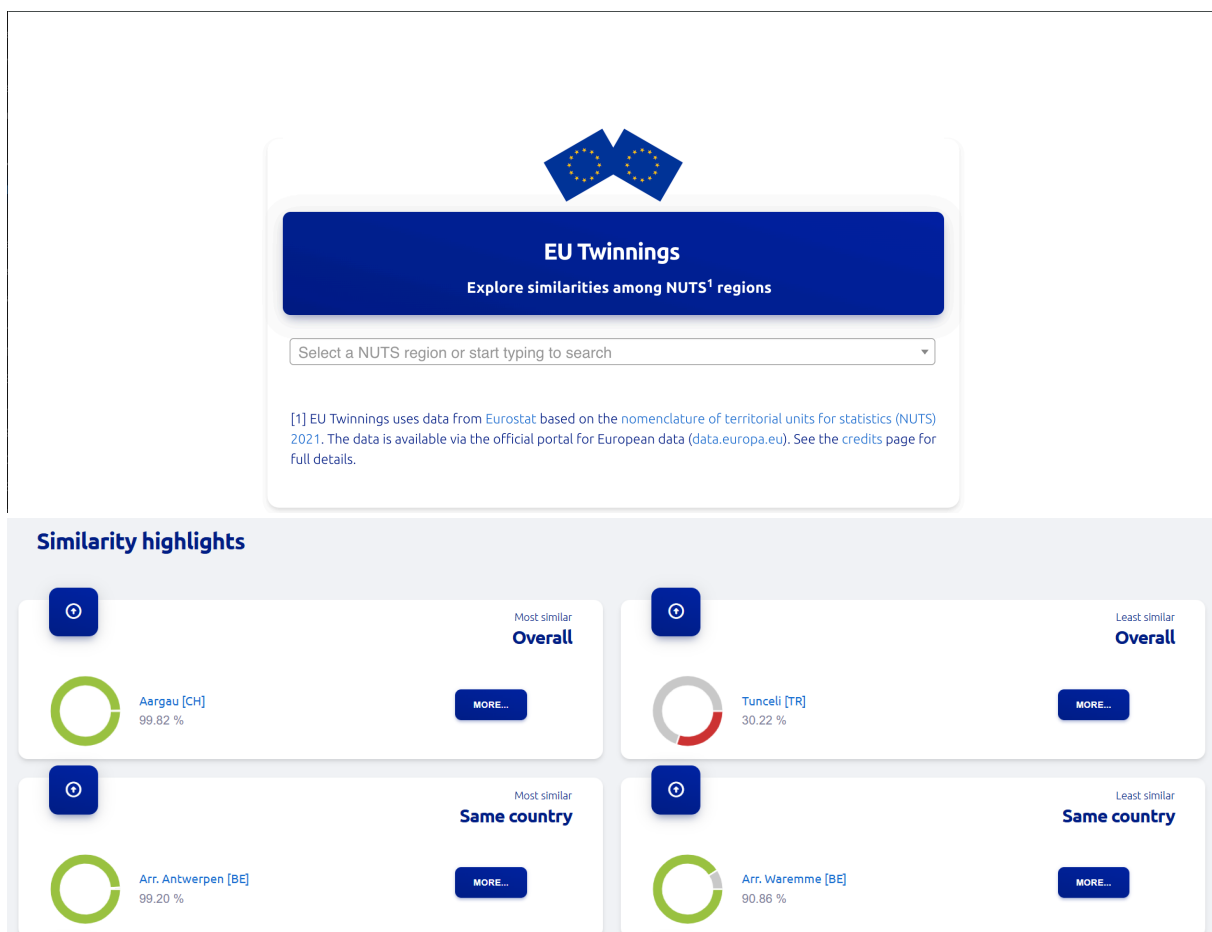 EU Twinnings
Explore similarities among NUTS¹ regions
Select a NUTS region or start typing to search
[1] EU Twinnings uses data from Eurostat based on the nomenclature of territorial units for statistics (NUTS)
2021. The data is available via the official portal for European data (data.europa.eu). See the credits page for
full details.
Similarity highlights
Most similar
Overall
Aargau [CH]
99.82 %
MORE...
Least similar
Overall
Tunceli [TR]
30.22 %
MORE...
Most similar
Same country
Arr. Antwerpen [BE]
99.20 %
MORE...
Least similar
Same country
Arr. Waremme [BE]
90.86 %
MORE...